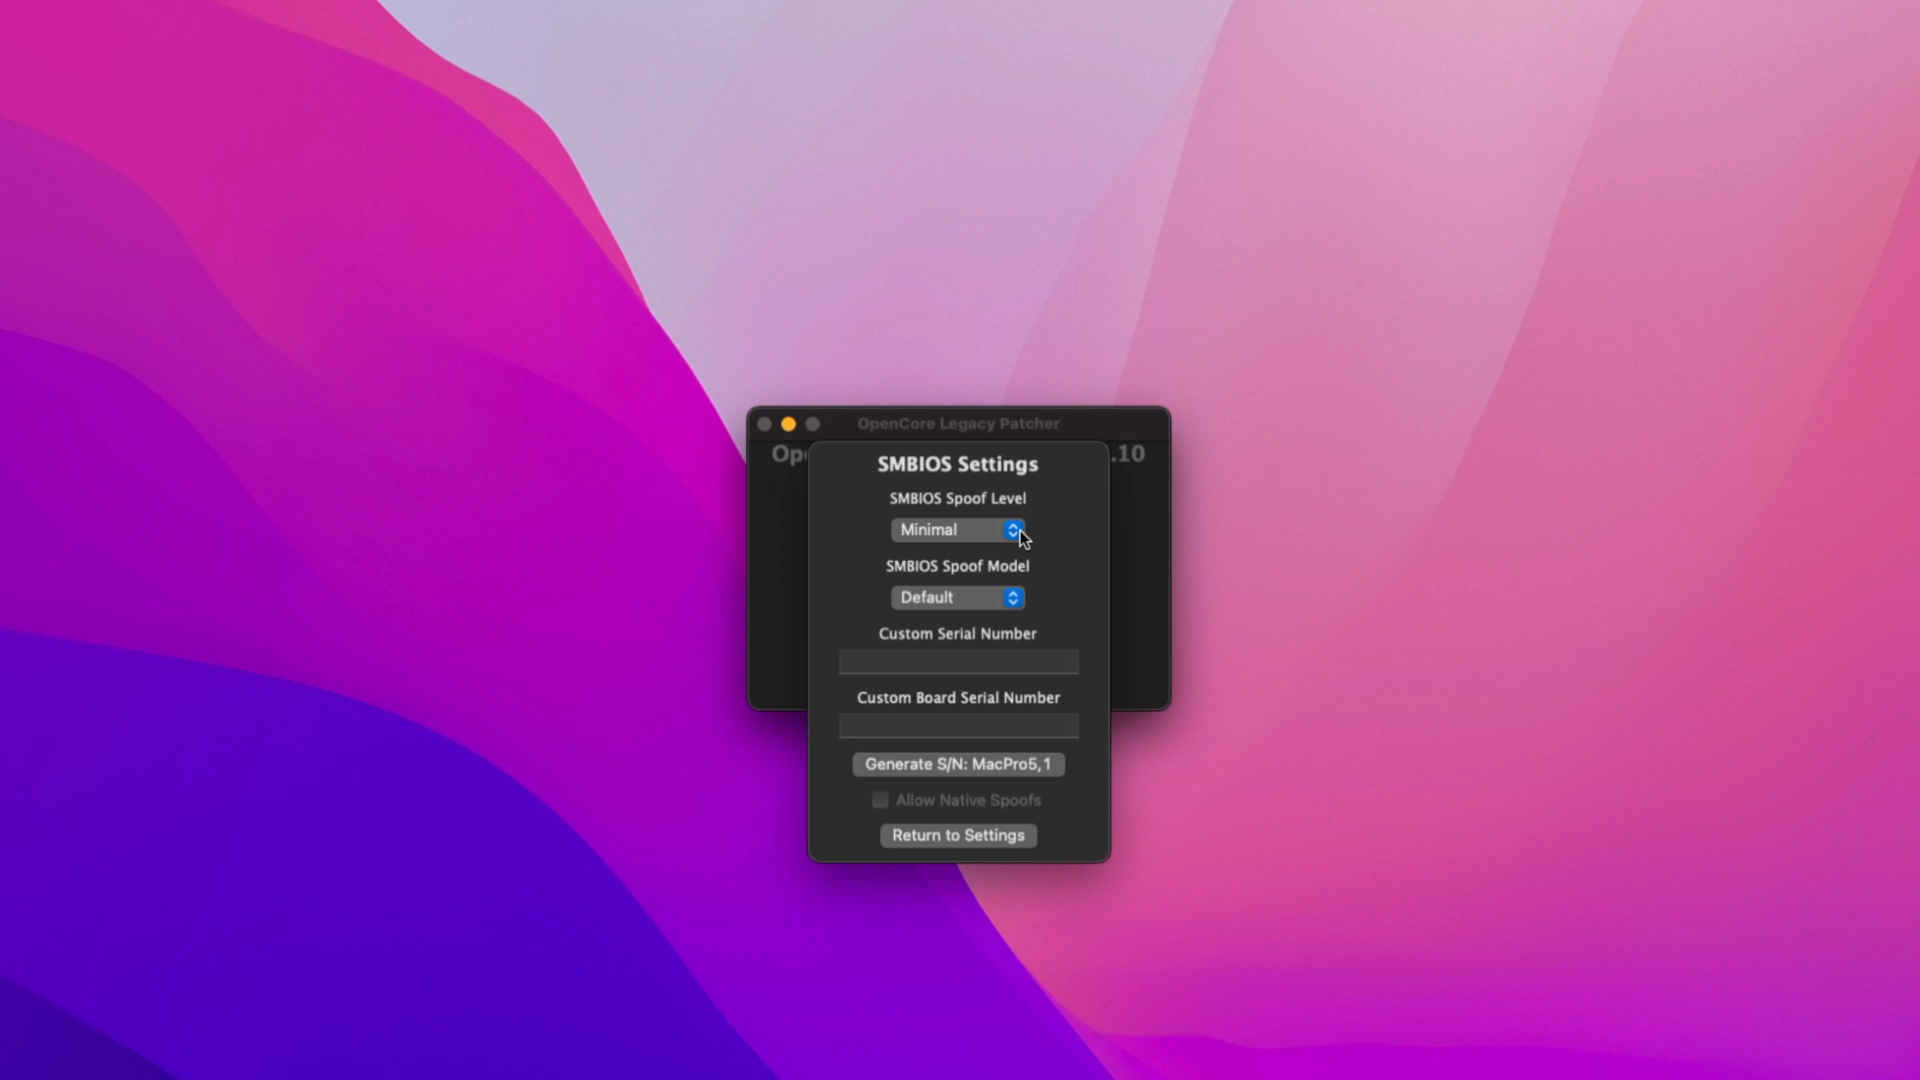 OpenCore Legacy Patcher
Ope .10
SMBIOS Settings
SMBIOS Spoof Level
Minimal
SMBIOS Spoof Model
Default
Custom Serial Number
Custom Board Serial Number
Generate S/N: MacPro5,1
Allow Native Spoofs
Return to Settings